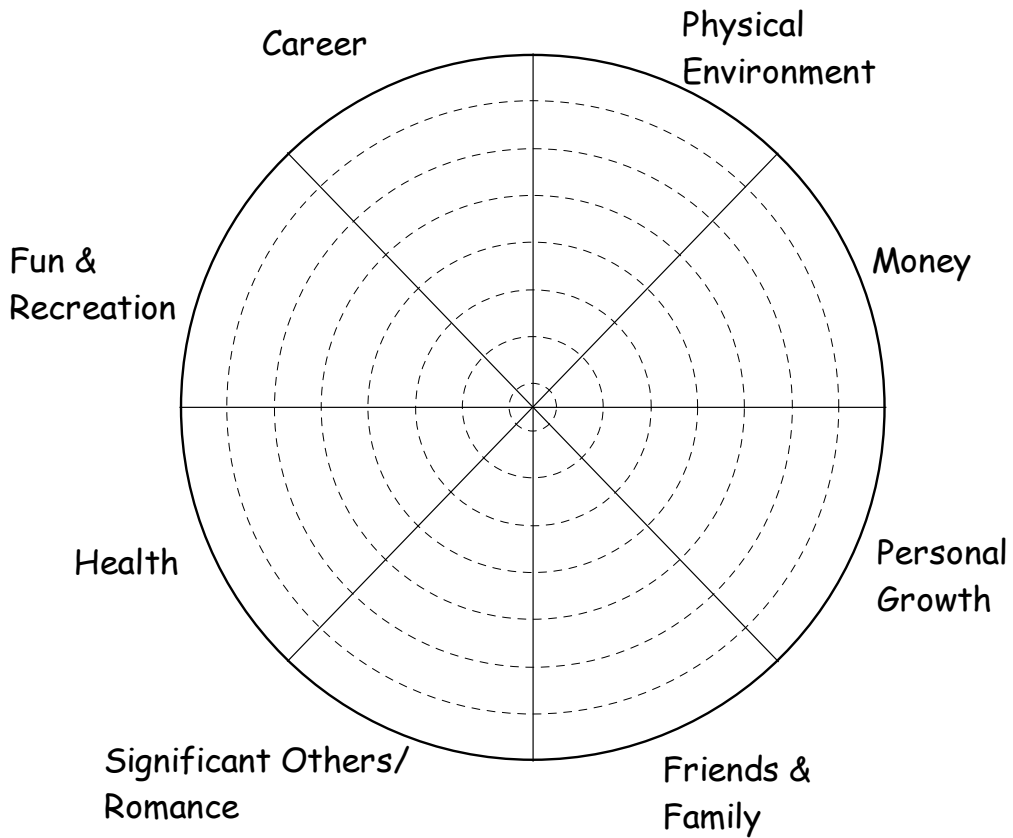 Career
Physical
Environment
Fun &
Recreation
Money
Health
Personal
Growth
Significant Others/
Romance
Friends &
Family